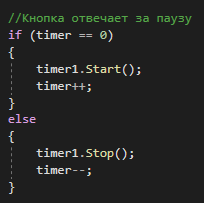 //Кнопка отвечает за паузу
if (timer == 0)
{
    timer1.Start();
    timer++;
}
else
{
    timer1.Stop();
    timer--;
}